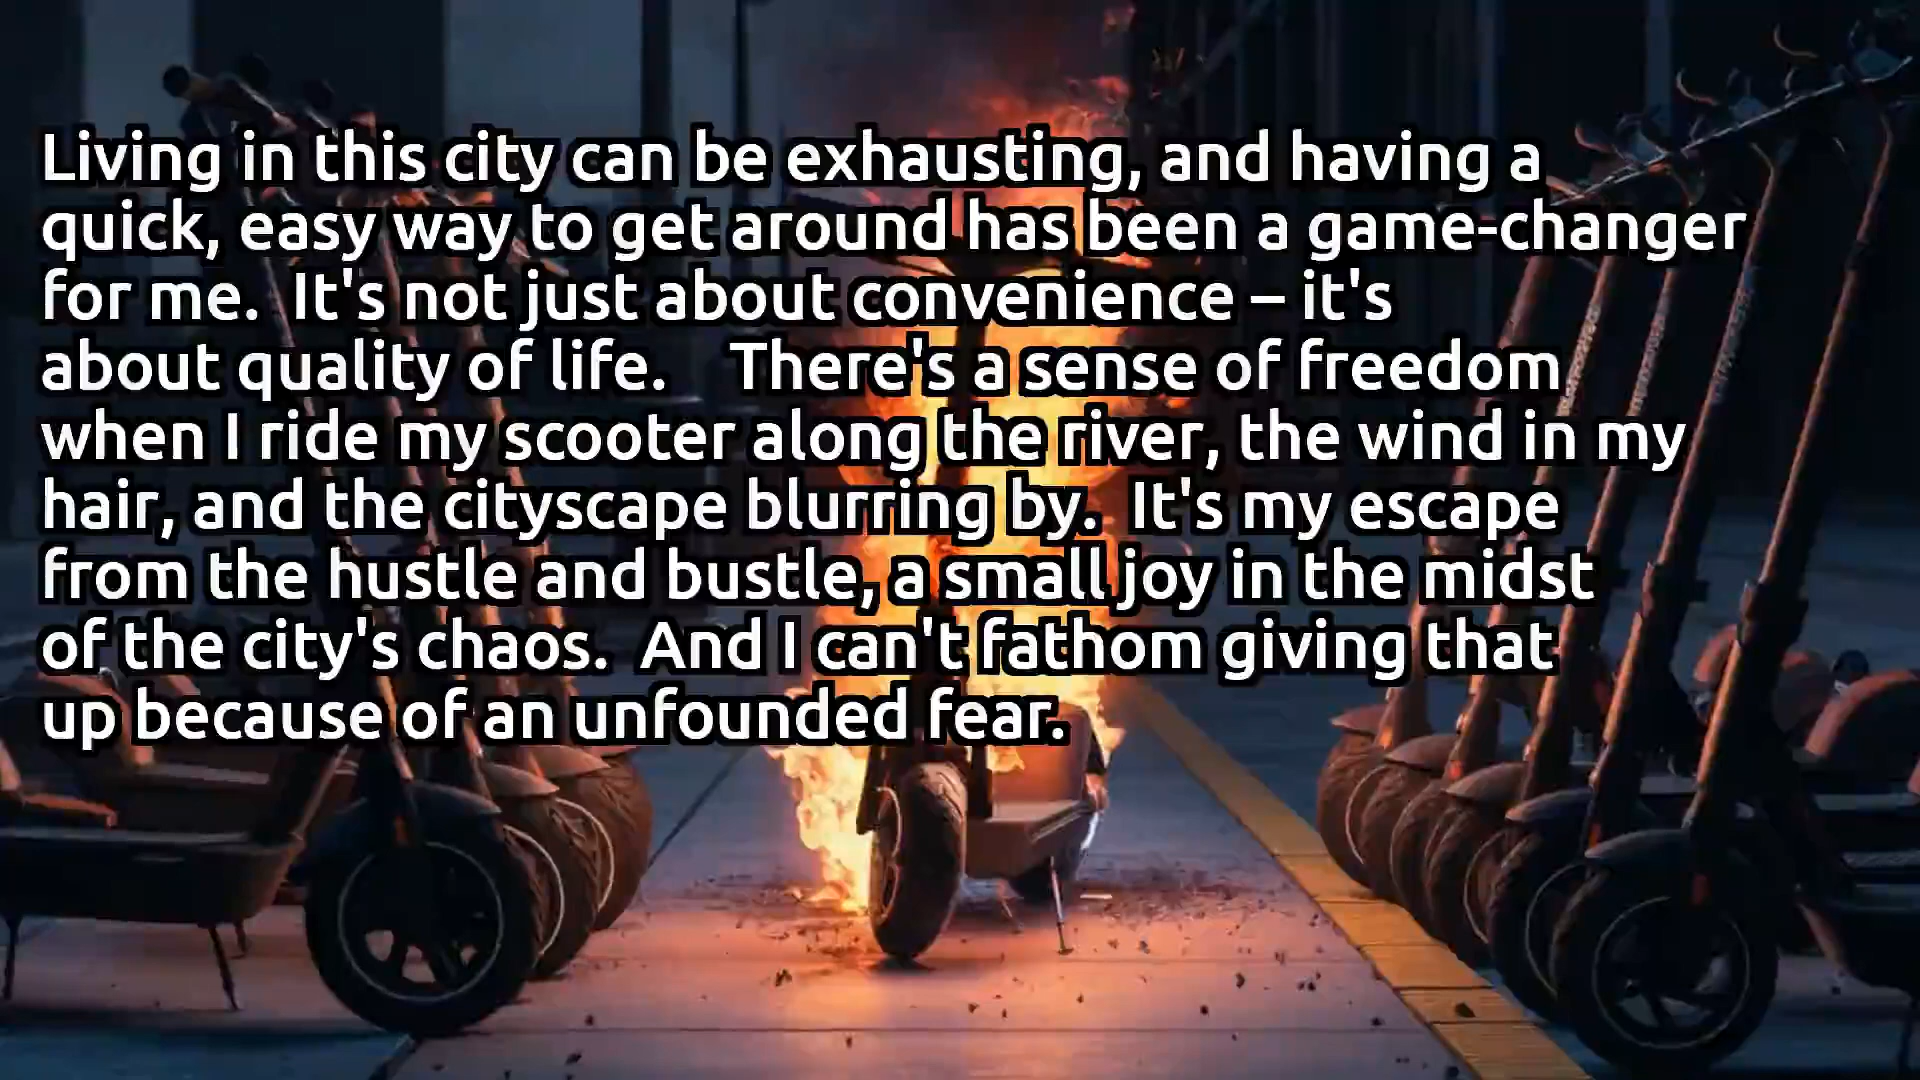 Living in this city can be exhausting, and having a
quick, easy way to get around has been a game-changer
for me.  It's not just about convenience – it's
about quality of life.    There's a sense of freedom
when I ride my scooter along the river, the wind in my
hair, and the cityscape blurring by.  It's my escape
from the hustle and bustle, a small joy in the midst
of the city's chaos.  And I can't fathom giving that
up because of an unfounded fear.